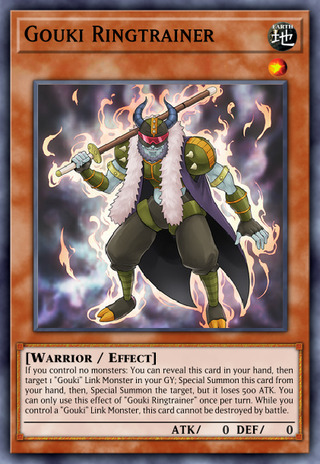 Gouki Ringtrainer
EARTH
地
[Warrior / Effect]
If you control no monsters: You can reveal this card in your hand, then
target 1 "Gouki" Link Monster in your GY; Special Summon this card
from your hand, then, Special Summon the target, but it loses 500 ATK. You
can only use this effect of "Gouki Ringtrainer" once per turn. While you
control a "Gouki" Link Monster, this card cannot be destroyed by battle.
ATK/ 0 DEF/ 0